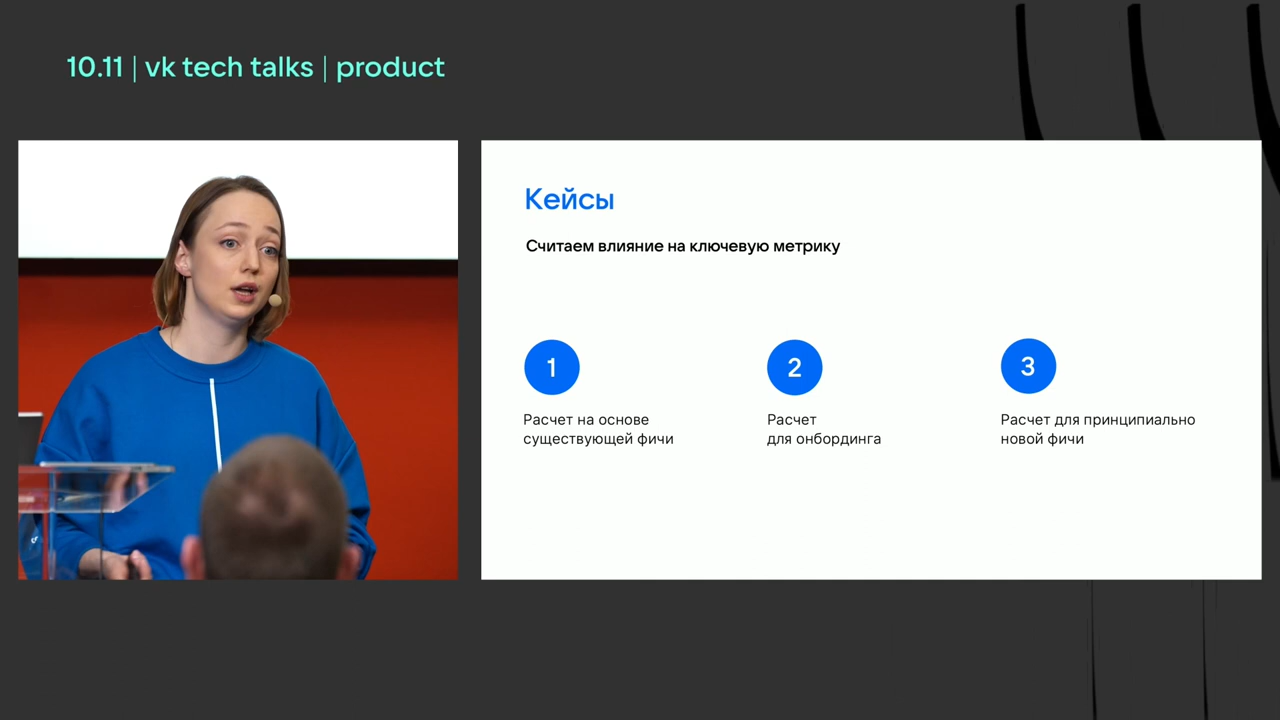 10.11 | vk tech talks | product
Кейсы
Считаем влияние на ключевую метрику
1
2
3
Расчет на основе
существующей фичи
Расчет
для онбординга
Расчет для принципиально
новой фичи